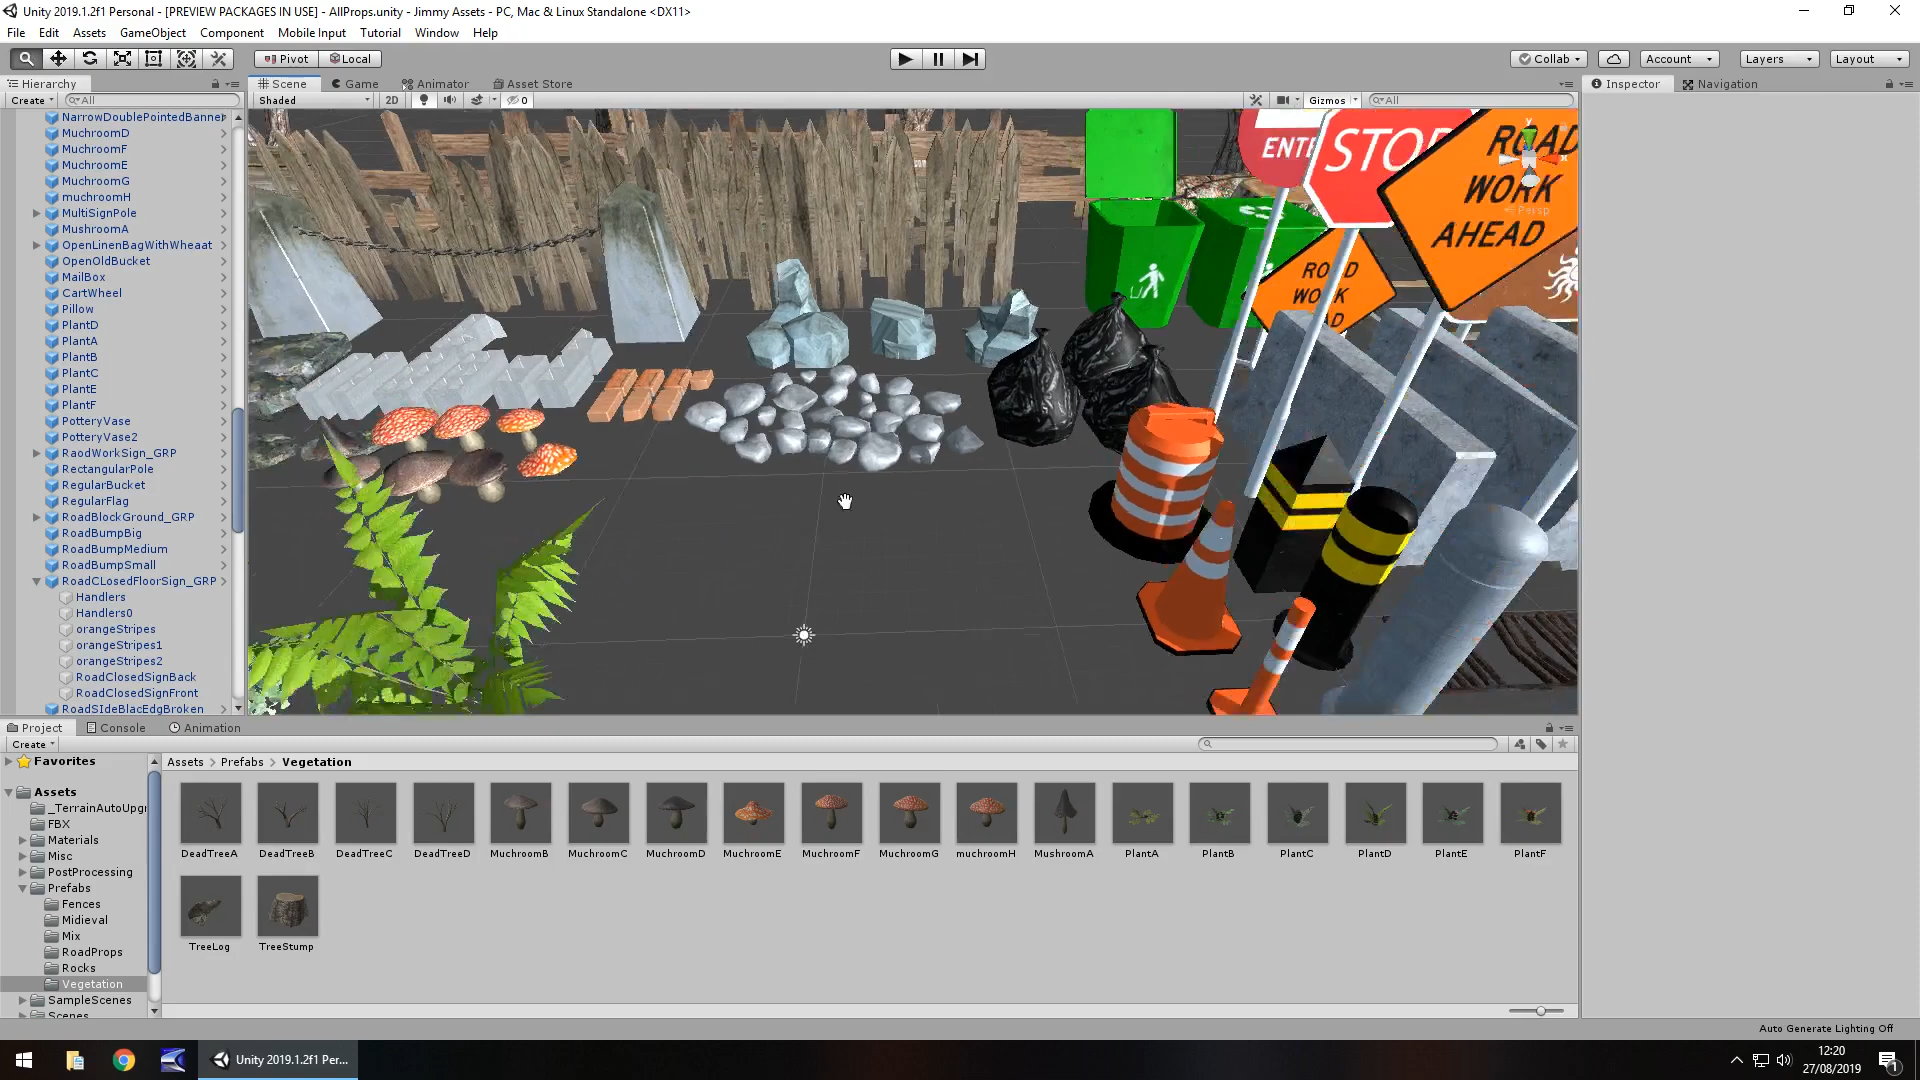 Unity 2019.1.2f1 Personal - [PREVIEW PACKAGES IN USE] - AllProps.unity - Jimmy Assets - PC, Mac & Linux Standalone <DX11>
File Edit Assets GameObject Component Mobile Input Tutorial Window Help
Pivot Local Collab Account Layers Layout
Hierarchy Scene Game Animator Asset Store Inspector Navigation
Create All Shaded 2D 0 Gizmos All
NarrowDoublePointedBanner
MuchroomD
MuchroomF
MuchroomE
MuchroomG
muchroomH
MultiSignPole
MushroomA
OpenLinenBagWithWheaat
OpenOldBucket
MailBox
CartWheel
Pillow
PlantD
PlantA
PlantB
PlantC
PlantE
PlantF
PotteryVase
PotteryVase2
RaodWorkSign_GRP
RectangularPole
RegularBucket
RegularFlag
RoadBlockGround_GRP
RoadBumpBig
RoadBumpMedium
RoadBumpSmall
RoadCLosedFloorSign_GRP
Handlers
Handlers0
orangeStripes
orangeStripes1
orangeStripes2
RoadClosedSignBack
RoadClosedSignFront
RoadSIdeBlacEdgBroken
STOP
ROAD
WORK
AHEAD
ROAD
WORK
y
x
Persp
Project Console Animation
Create
Favorites
Assets
_TerrainAutoUpgr
FBX
Materials
Misc
PostProcessing
Prefabs
Fences
Midieval
Mix
RoadProps
Rocks
Vegetation
SampleScenes
Scenes
Assets > Prefabs > Vegetation
DeadTreeA DeadTreeB DeadTreeC DeadTreeD MuchroomB MuchroomC MuchroomD MuchroomE MuchroomF MuchroomG muchroomH MushroomA PlantA PlantB PlantC PlantD PlantE PlantF
TreeLog TreeStump
Auto Generate Lighting Off
Unity 2019.1.2f1 Per...
12:20
27/08/2019
1